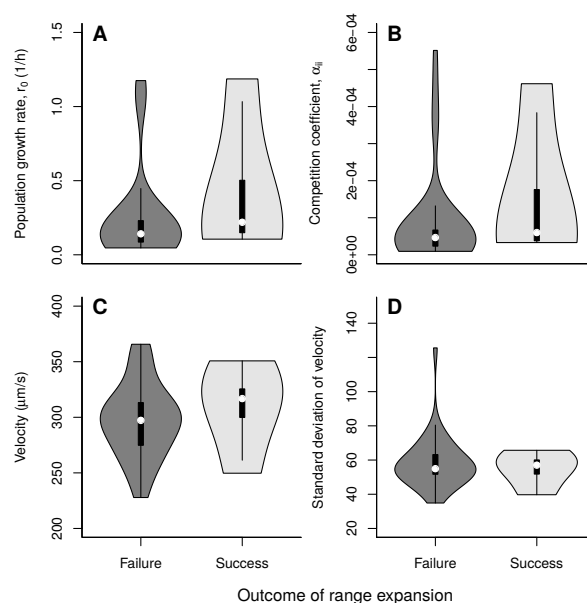 A
Population growth rate, r₀ (1/h)
0.0 0.5 1.0 1.5
B
Competition coefficient, αᵢᵢ
0e+00 2e-04 4e-04 6e-04
C
Velocity (μm/s)
200 250 300 350 400
Failure Success
D
Standard deviation of velocity
20 40 60 80 100 140
Failure Success
Outcome of range expansion